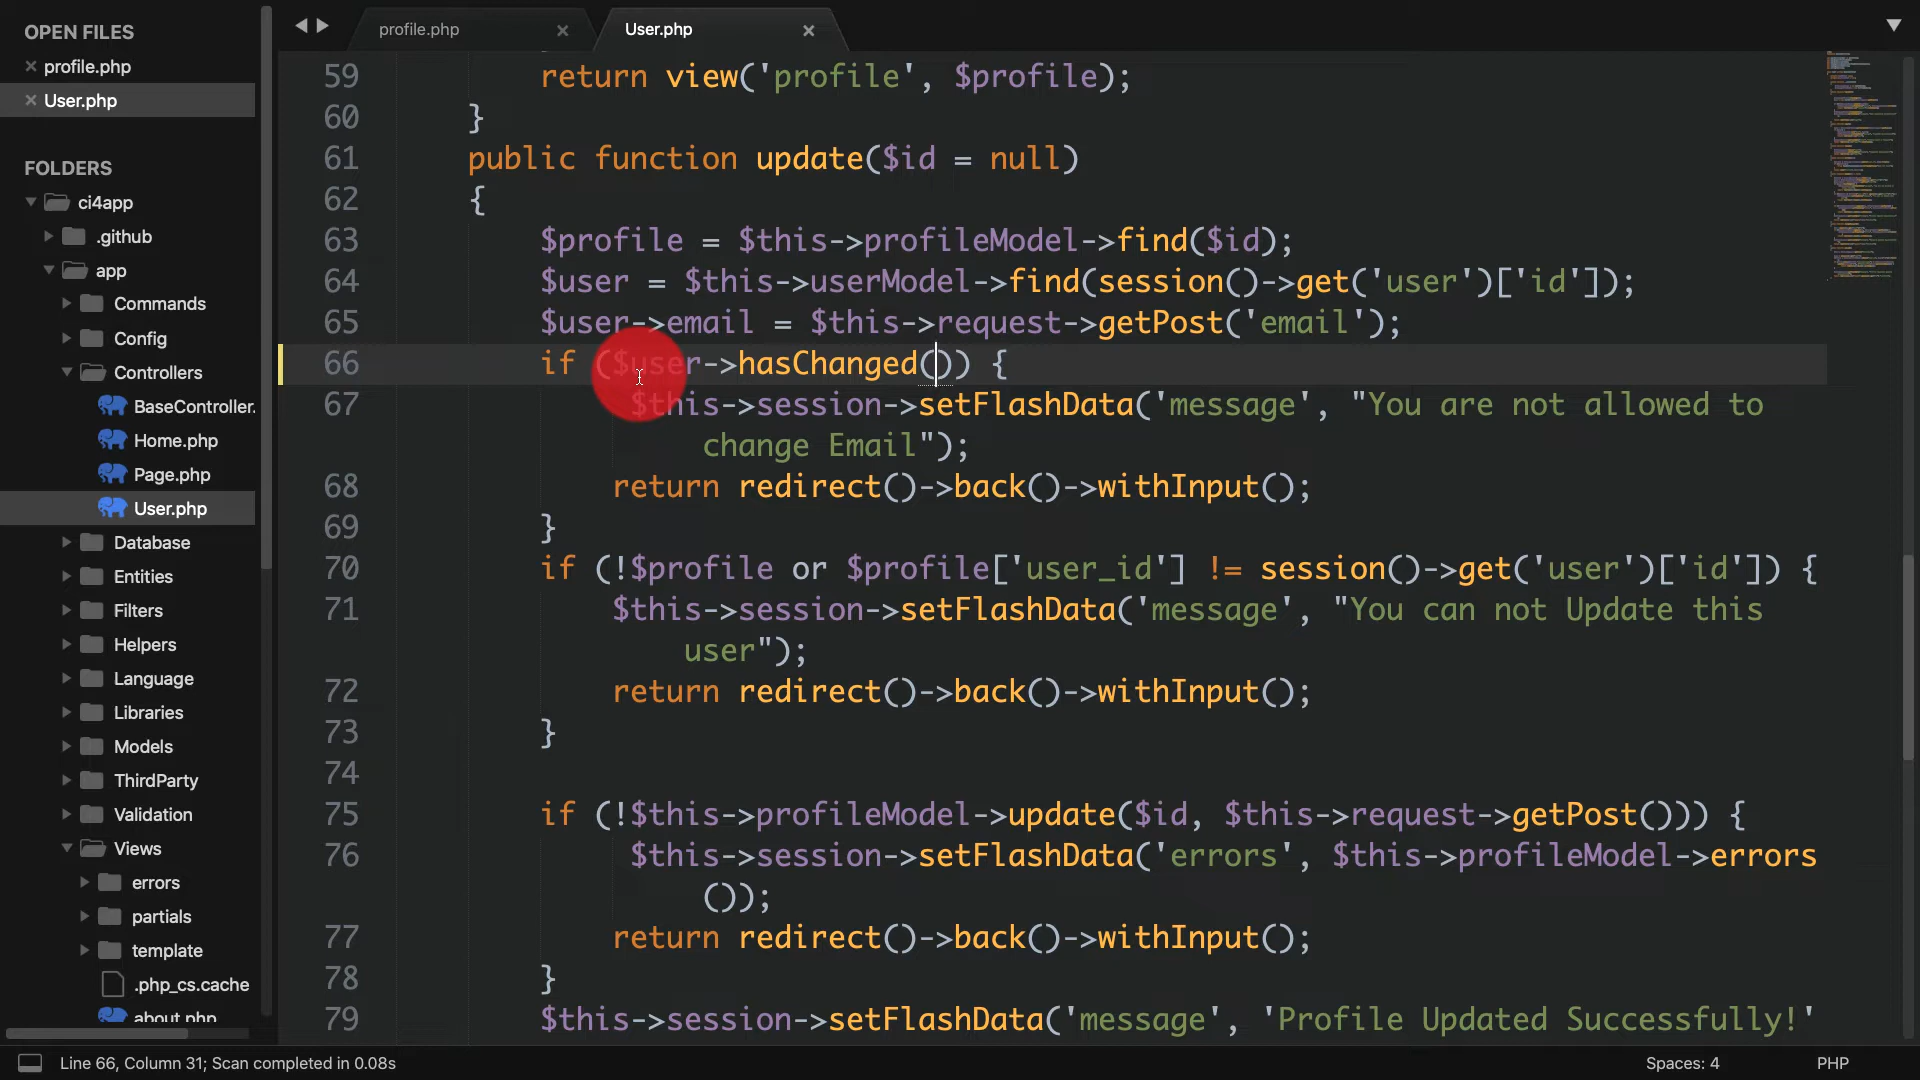 OPEN FILES
profile.php
User.php
FOLDERS
ci4app
.github
app
Commands
Config
Controllers
BaseController.
Home.php
Page.php
User.php
Database
Entities
Filters
Helpers
Language
Libraries
Models
ThirdParty
Validation
Views
errors
partials
template
.php_cs.cache
about.php
profile.php
User.php
59 return view('profile', $profile);
60 }
61 public function update($id = null)
62 {
63 $profile = $this->profileModel->find($id);
64 $user = $this->userModel->find(session()->get('user')['id']);
65 $user->email = $this->request->getPost('email');
66 if ($user->hasChanged()) {
67 $this->session->setFlashData('message', "You are not allowed to
change Email");
68 return redirect()->back()->withInput();
69 }
70 if (!$profile or $profile['user_id'] != session()->get('user')['id']) {
71 $this->session->setFlashData('message', "You can not Update this
user");
72 return redirect()->back()->withInput();
73 }
74
75 if (!$this->profileModel->update($id, $this->request->getPost())) {
76 $this->session->setFlashData('errors', $this->profileModel->errors
());
77 return redirect()->back()->withInput();
78 }
79 $this->session->setFlashData('message', 'Profile Updated Successfully!'
Line 66, Column 31; Scan completed in 0.08s
Spaces: 4
PHP